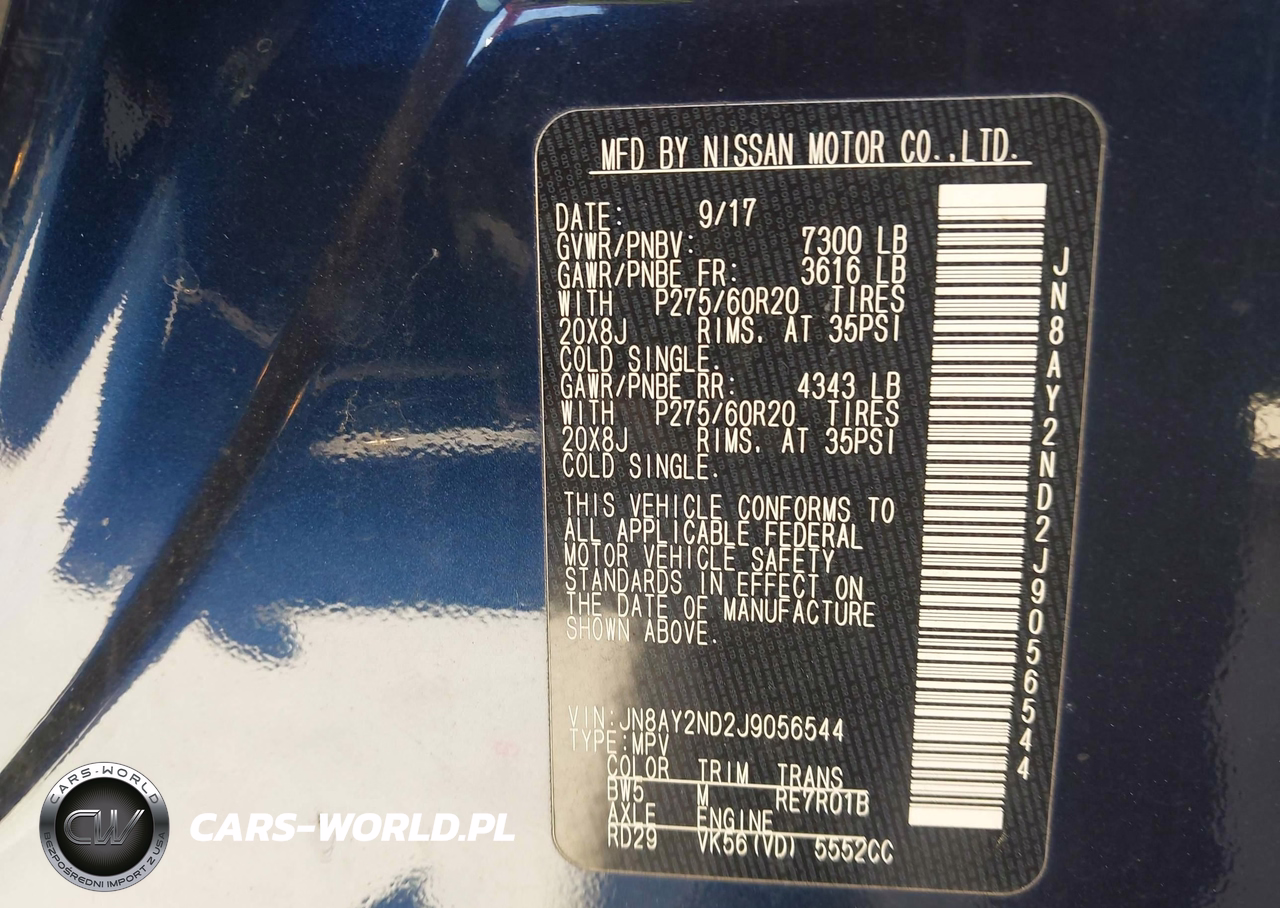 MFD BY NISSAN MOTOR CO.,LTD.
DATE: 9/17
GVWR/PNBV: 7300 LB
GAWR/PNBE FR: 3616 LB
WITH P275/60R20 TIRES
20X8J RIMS. AT 35PSI
COLD SINGLE.
GAWR/PNBE RR: 4343 LB
WITH P275/60R20 TIRES
20X8J RIMS. AT 35PSI
COLD SINGLE.
THIS VEHICLE CONFORMS TO
ALL APPLICABLE FEDERAL
MOTOR VEHICLE SAFETY
STANDARDS IN EFFECT ON
THE DATE OF MANUFACTURE
SHOWN ABOVE.
VIN:JN8AY2ND2J9056544
TYPE:MPV
COLOR TRIM TRANS
BW5 M RE7R01B
AXLE ENGINE
RD29 VK56(VD) 5552CC
JN8AY2ND2J9056544
CARS-WORLD
CW
BEZPOŚREDNI IMPORT Z USA
CARS-WORLD.PL